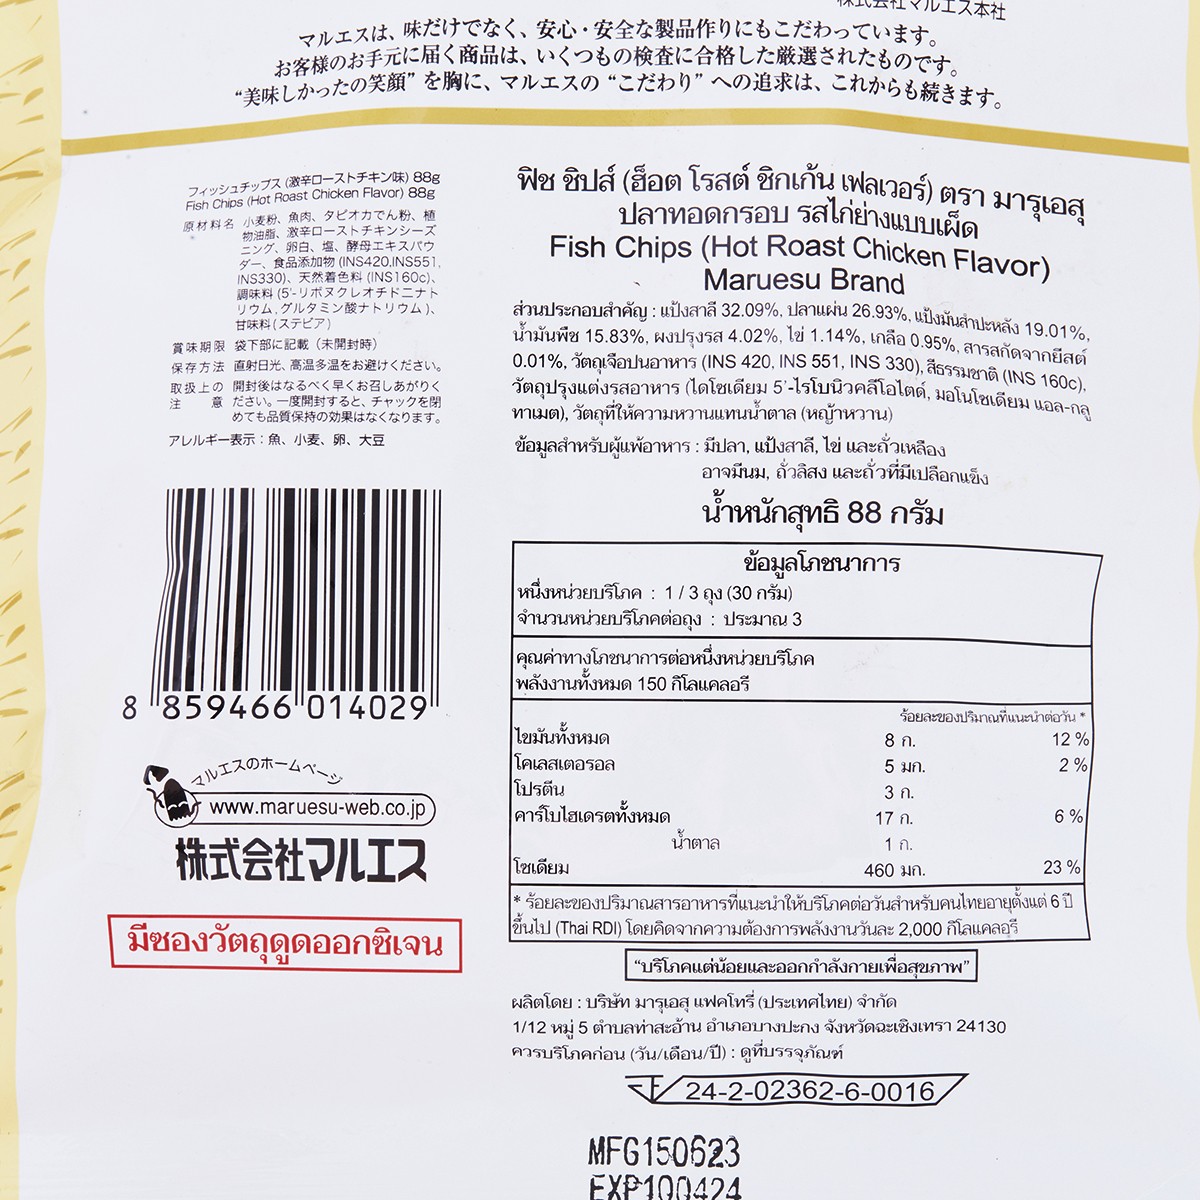 株式会社マルエス本社
マルエスは、味だけでなく、安心・安全な製品作りにもこだわっています。
お客様のお手元に届く商品は、いくつもの検査に合格した厳選されたものです。
“美味しかったの笑顔” を胸に、マルエスの “こだわり” への追求は、これからも続きます。
フィッシュチップス (激辛ローストチキン味) 88g
Fish Chips (Hot Roast Chicken Flavor) 88g
原材料名 小麦粉、魚肉、タピオカでん粉、植
物油脂、激辛ローストチキンシーズ
ニング、卵白、塩、酵母エキスパウ
ダー、食品添加物 (INS420,INS551,
INS330)、天然着色料 (INS160c)、
調味料 (5'-リボヌクレオチド二ナト
リウム,グルタミン酸ナトリウム)、
甘味料 (ステビア)
賞味期限 袋下部に記載 (未開封時)
保存方法 直射日光、高温多湿をお避けください。
取扱上の 開封後はなるべく早くお召しあがりく
注 意 ださい。一度開封すると、チャックを閉
めても品質保持の効果はなくなります。
アレルギー表示 : 魚、小麦、卵、大豆
8 859466 014029
マルエスのホームページ
www.maruesu-web.co.jp
株式会社マルエス
มีซองวัตถุดูดออกซิเจน
ฟิช ชิปส์ (ฮ็อต โรสต์ ชิกเก้น เฟลเวอร์) ตรา มารุเอสุ
ปลาทอดกรอบ รสไก่ย่างแบบเผ็ด
Fish Chips (Hot Roast Chicken Flavor)
Maruesu Brand
ส่วนประกอบสำคัญ : แป้งสาลี 32.09%, ปลาแผ่น 26.93%, แป้งมันสำปะหลัง 19.01%,
น้ำมันพืช 15.83%, ผงปรุงรส 4.02%, ไข่ 1.14%, เกลือ 0.95%, สารสกัดจากยีสต์
0.01%, วัตถุเจือปนอาหาร (INS 420, INS 551, INS 330), สีธรรมชาติ (INS 160c),
วัตถุปรุงแต่งรสอาหาร (ไดโซเดียม 5'-ไรโบนิวคลีโอไตด์, มอโนโซเดียม แอล-กลู
ทาเมต), วัตถุที่ให้ความหวานแทนน้ำตาล (หญ้าหวาน)
ข้อมูลสำหรับผู้แพ้อาหาร : มีปลา, แป้งสาลี, ไข่ และถั่วเหลือง
อาจมีนม, ถั่วลิสง และถั่วที่มีเปลือกแข็ง
น้ำหนักสุทธิ 88 กรัม
ข้อมูลโภชนาการ
หนึ่งหน่วยบริโภค : 1 / 3 ถุง (30 กรัม)
จำนวนหน่วยบริโภคต่อถุง : ประมาณ 3
คุณค่าทางโภชนาการต่อหนึ่งหน่วยบริโภค
พลังงานทั้งหมด 150 กิโลแคลอรี
ร้อยละของปริมาณที่แนะนำต่อวัน *
ไขมันทั้งหมด 8 ก. 12 %
โคเลสเตอรอล 5 มก. 2 %
โปรตีน 3 ก.
คาร์โบไฮเดรตทั้งหมด 17 ก. 6 %
น้ำตาล 1 ก.
โซเดียม 460 มก. 23 %
* ร้อยละของปริมาณสารอาหารที่แนะนำให้บริโภคต่อวันสำหรับคนไทยอายุตั้งแต่ 6 ปี
ขึ้นไป (Thai RDI) โดยคิดจากความต้องการพลังงานวันละ 2,000 กิโลแคลอรี
“บริโภคแต่น้อยและออกกำลังกายเพื่อสุขภาพ”
ผลิตโดย : บริษัท มารุเอสุ แฟคโทรี่ (ประเทศไทย) จำกัด
1/12 หมู่ 5 ตำบลท่าสะอ้าน อำเภอบางปะกง จังหวัดฉะเชิงเทรา 24130
ควรบริโภคก่อน (วัน/เดือน/ปี) : ดูที่บรรจุภัณฑ์
24-2-02362-6-0016
MFG150623
EXP100424